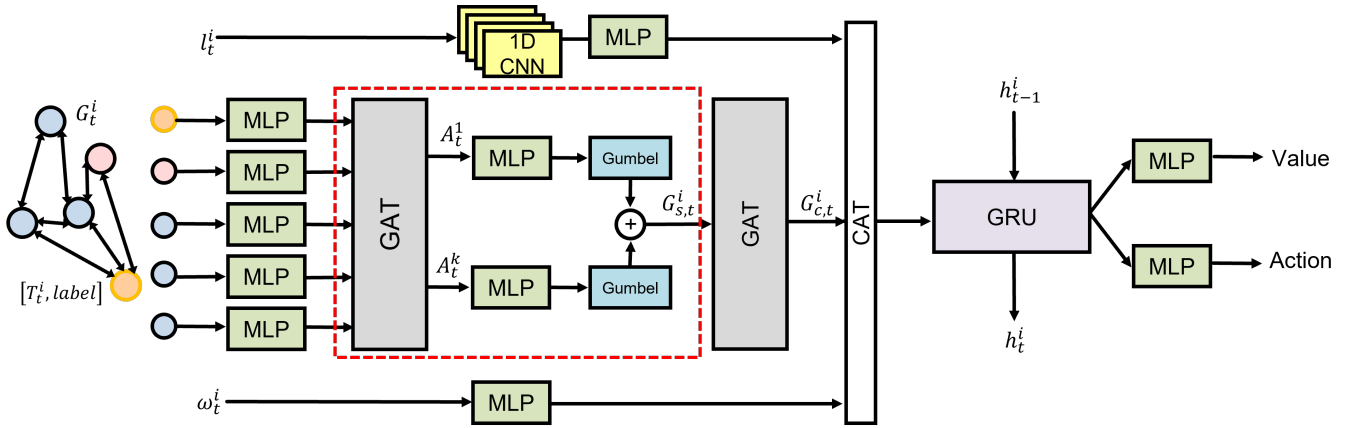 l_t^i
1D
CNN
MLP
G_t^i
[T_t^i, label]
MLP
MLP
MLP
MLP
MLP
GAT
A_t^1
MLP
Gumbel
+
A_t^k
MLP
Gumbel
G_{s,t}^i
GAT
G_{c,t}^i
CAT
ω_t^i
MLP
h_{t-1}^i
GRU
h_t^i
MLP
Value
MLP
Action